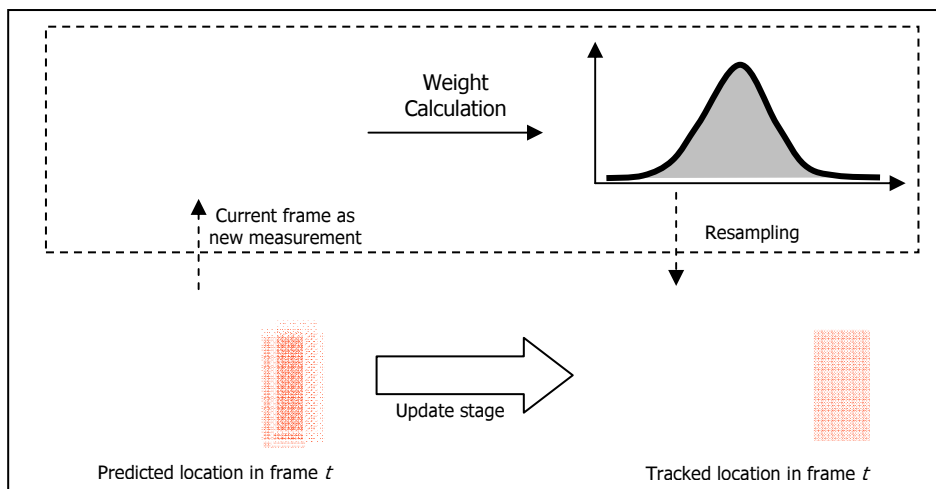 Weight
Calculation
Current frame as
new measurement
Resampling
Update stage
Predicted location in frame t
Tracked location in frame t